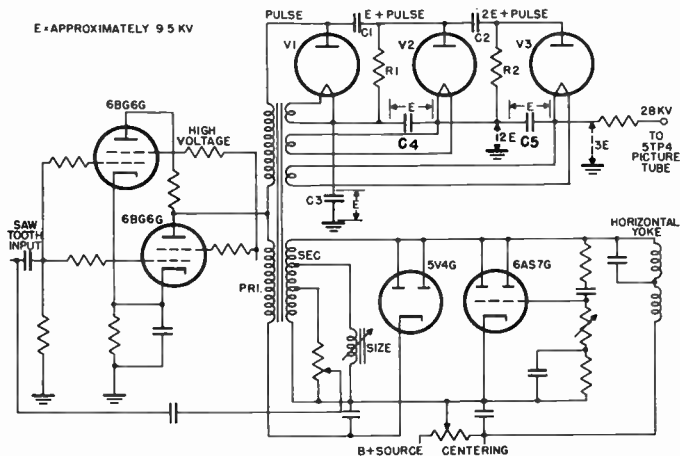 E = APPROXIMATELY 9.5 KV
PULSE
E + PULSE
C1
2E + PULSE
C2
V1
V2
V3
R1
R2
6BG6G
HIGH
VOLTAGE
E
C4
2E
E
C5
3E
28KV
TO
5TP4
PICTURE
TUBE
C3
E
6BG6G
SAW
TOOTH
INPUT
PRI.
SEC
SIZE
5V4G
6AS7G
HORIZONTAL
YOKE
B+SOURCE
CENTERING